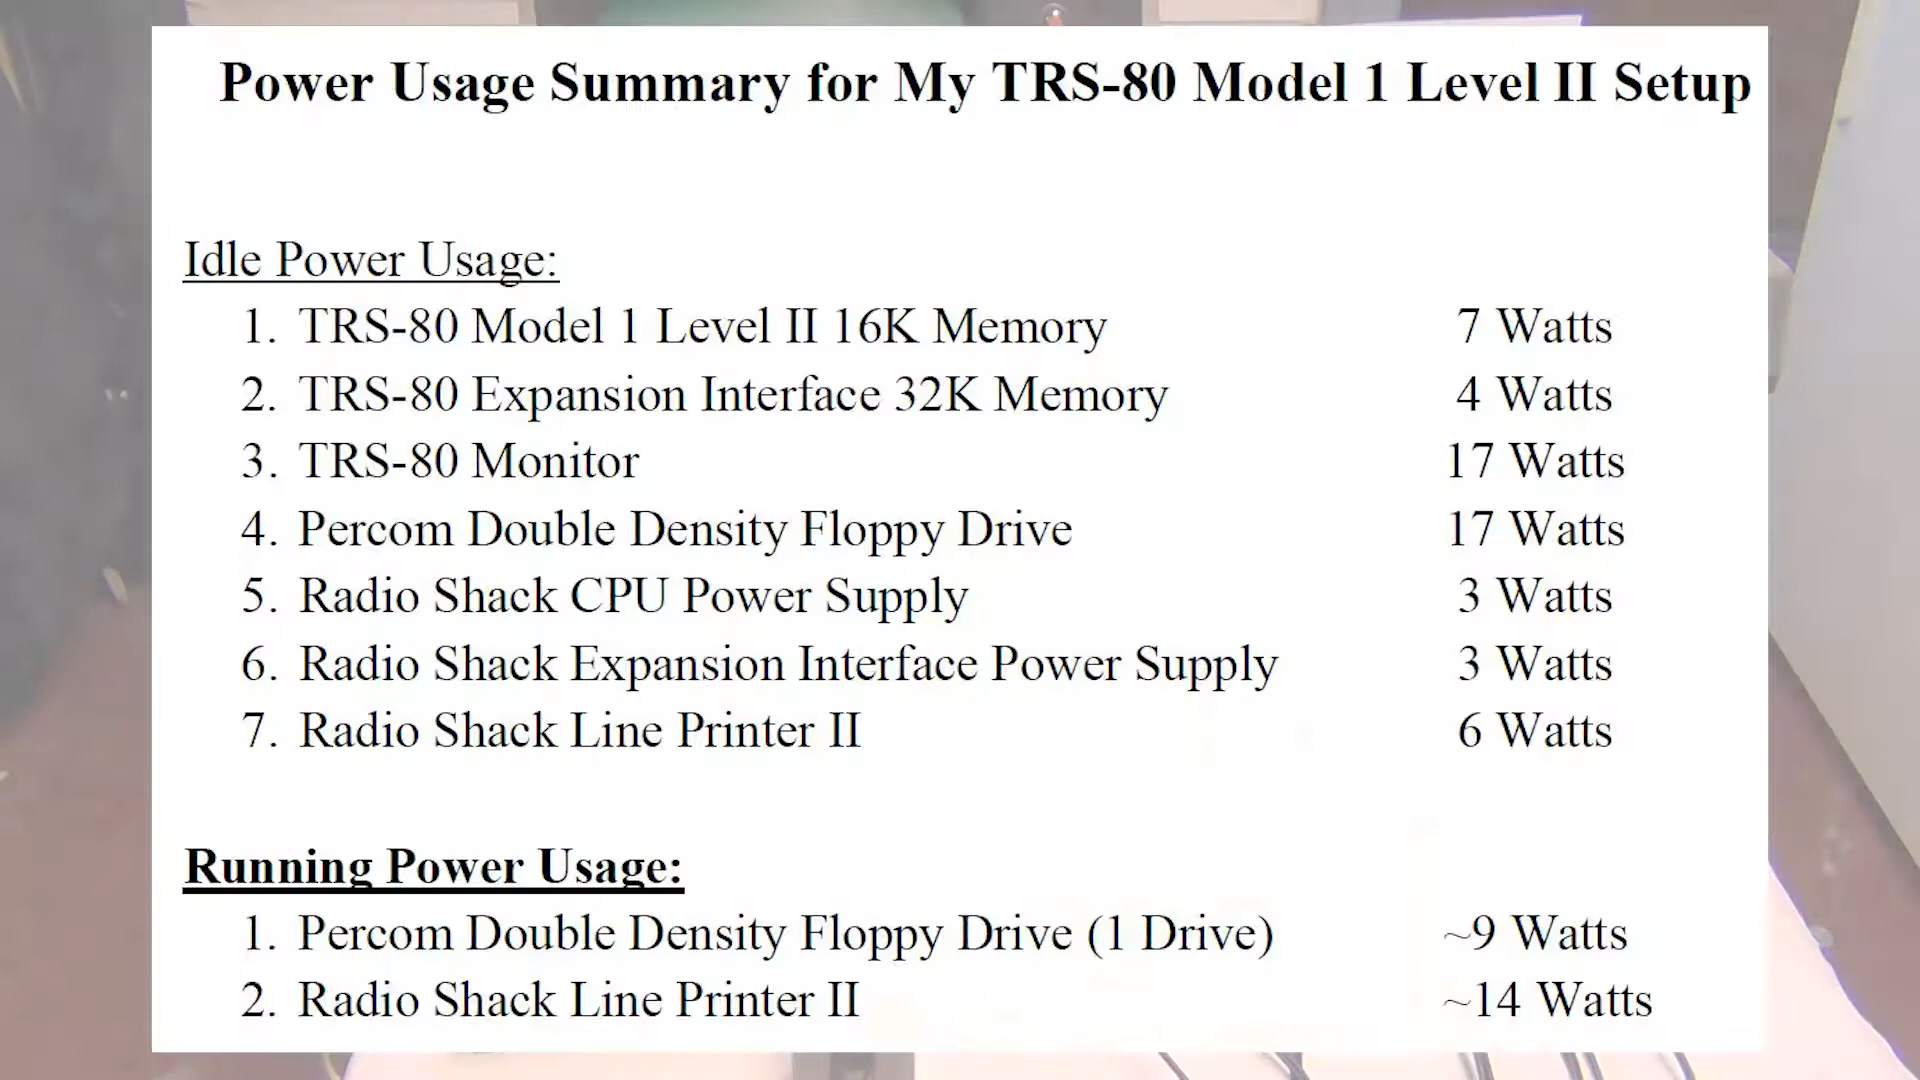 Power Usage Summary for My TRS-80 Model 1 Level II Setup
Idle Power Usage:
1. TRS-80 Model 1 Level II 16K Memory 7 Watts
2. TRS-80 Expansion Interface 32K Memory 4 Watts
3. TRS-80 Monitor 17 Watts
4. Percom Double Density Floppy Drive 17 Watts
5. Radio Shack CPU Power Supply 3 Watts
6. Radio Shack Expansion Interface Power Supply 3 Watts
7. Radio Shack Line Printer II 6 Watts
Running Power Usage:
1. Percom Double Density Floppy Drive (1 Drive) ~9 Watts
2. Radio Shack Line Printer II ~14 Watts